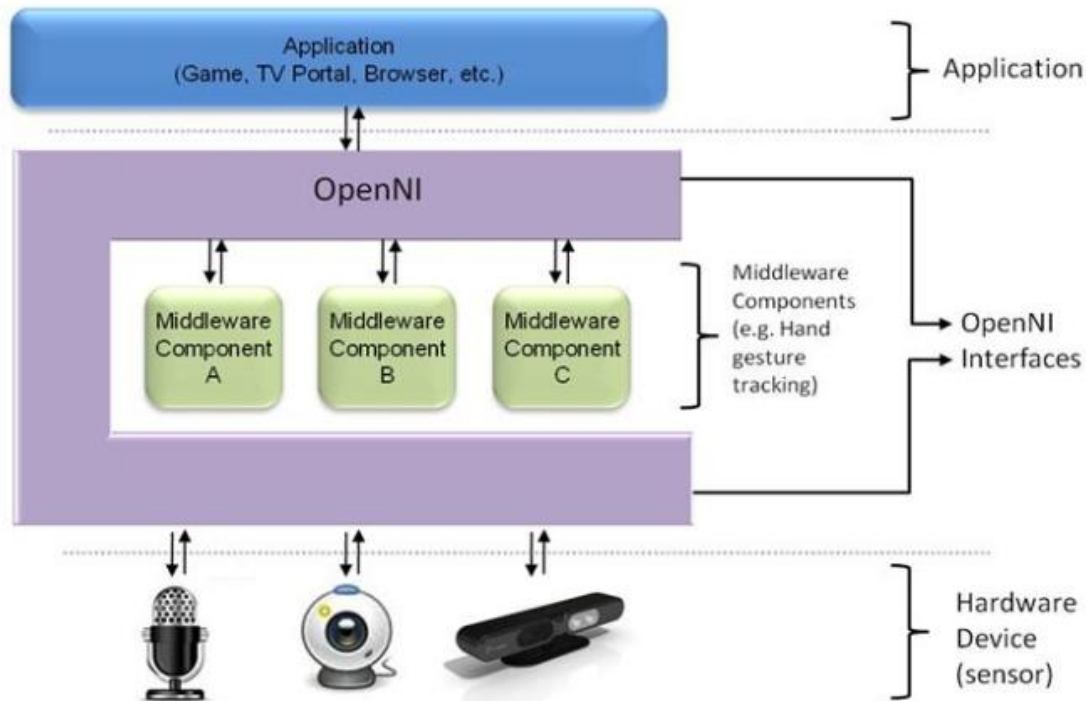 Application
(Game, TV Portal, Browser, etc.)
Application
OpenNI
Middleware
Component
A
Middleware
Component
B
Middleware
Component
C
Middleware
Components
(e.g. Hand
gesture
tracking)
OpenNI
Interfaces
Hardware
Device
(sensor)